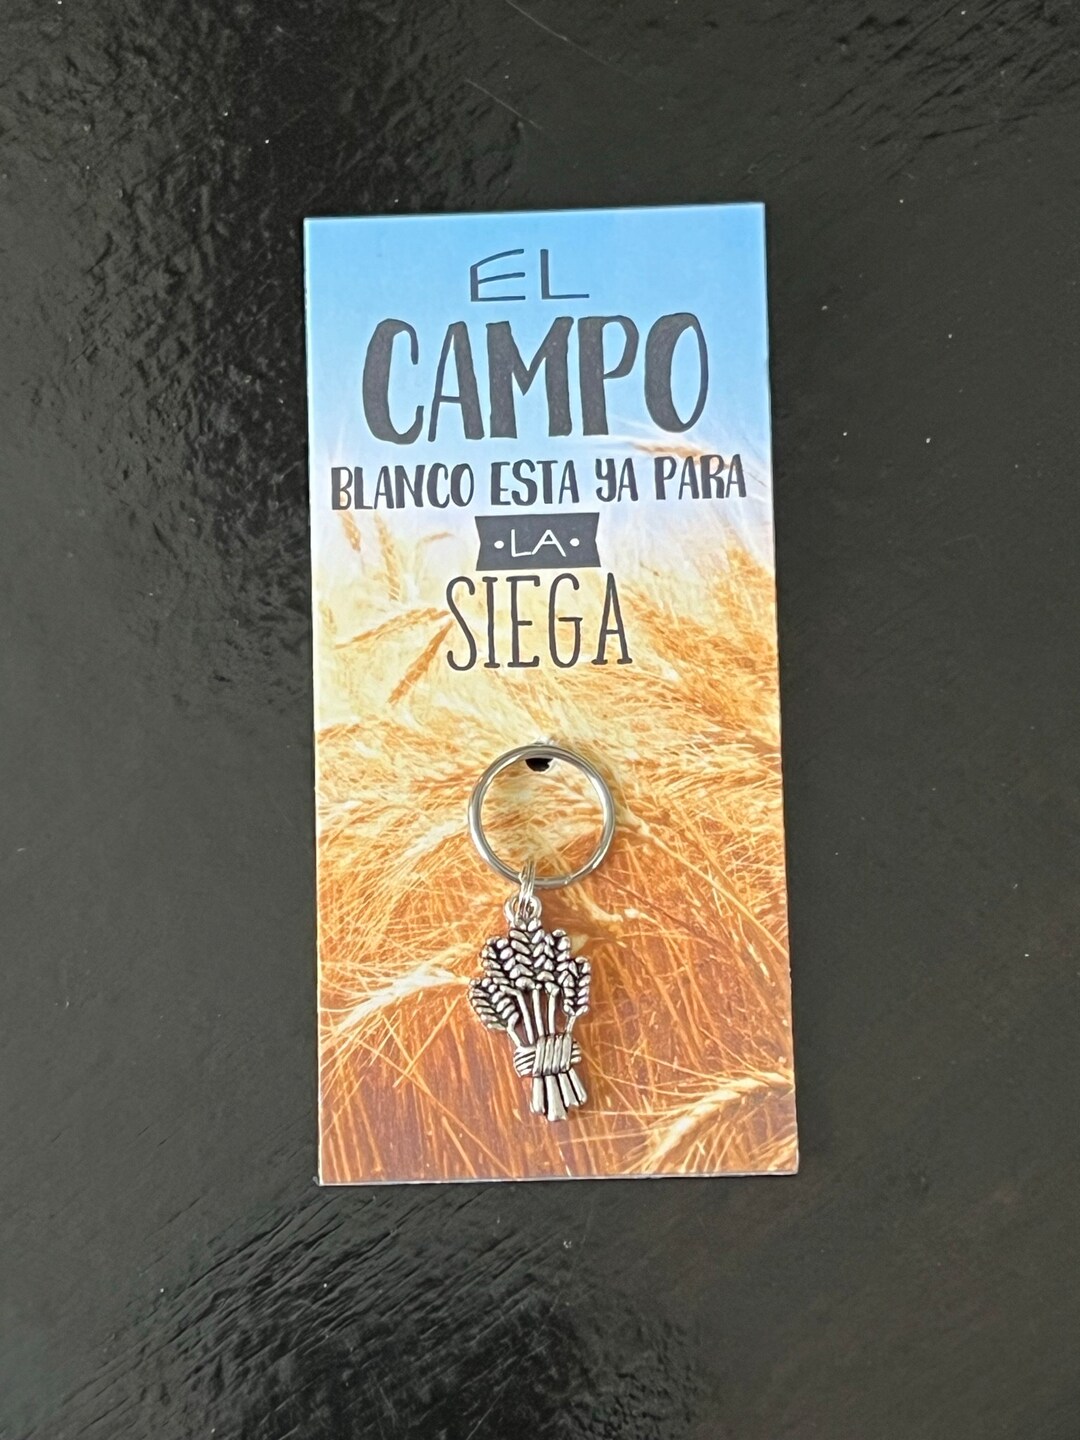 EL
CAMPO
BLANCO ESTA YA PARA
•LA•
SIEGA